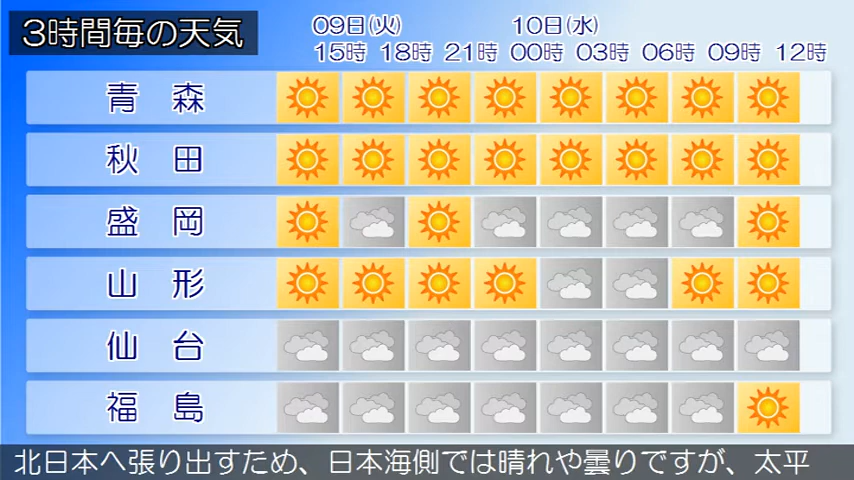 3時間毎の天気
09日(火) 10日(水)
15時 18時 21時 00時 03時 06時 09時 12時
青森
秋田
盛岡
山形
仙台
福島
北日本へ張り出すため、日本海側では晴れや曇りですが、太平